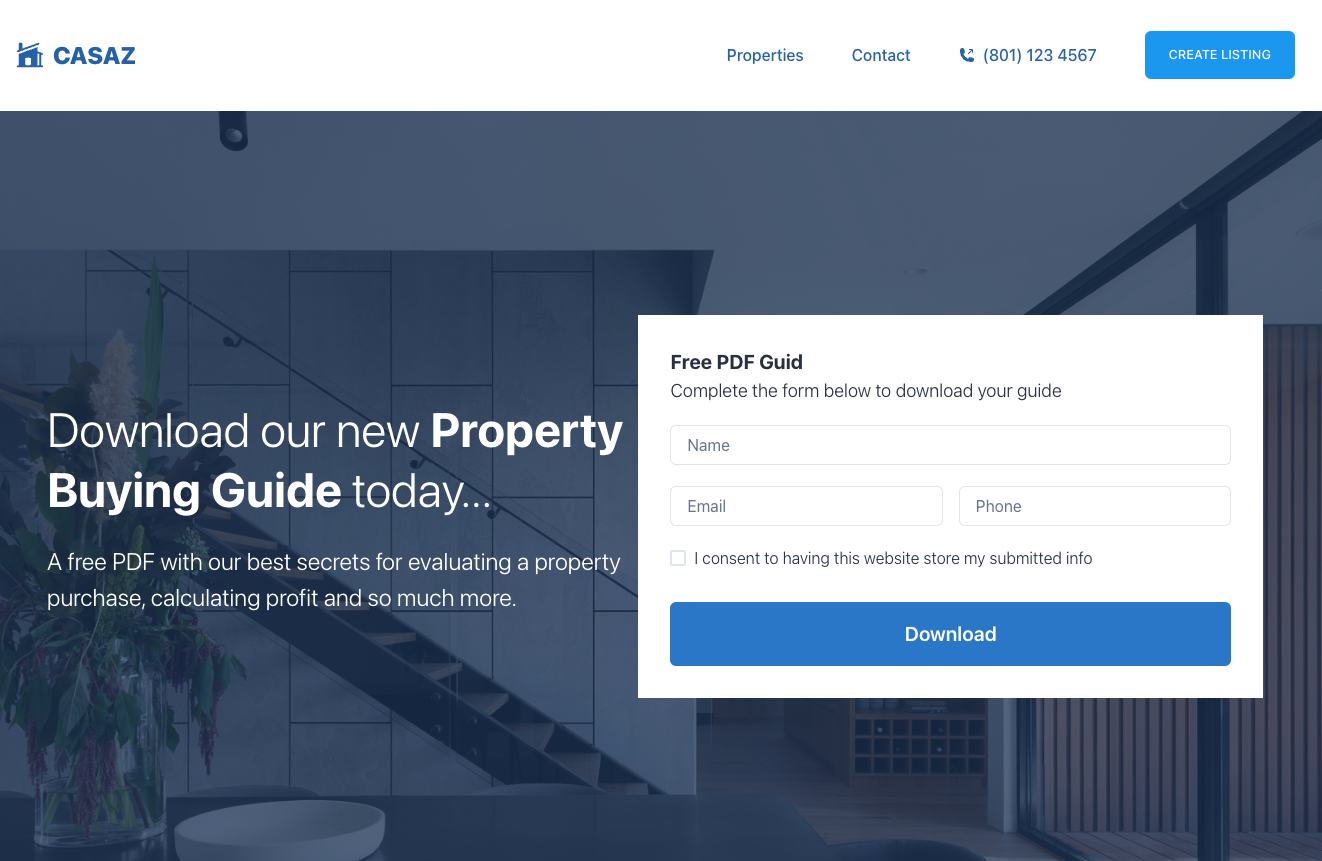 CASAZ
Properties
Contact
(801) 123 4567
CREATE LISTING
Download our new Property
Buying Guide today...
A free PDF with our best secrets for evaluating a property
purchase, calculating profit and so much more.
Free PDF Guid
Complete the form below to download your guide
Name
Email
Phone
I consent to having this website store my submitted info
Download